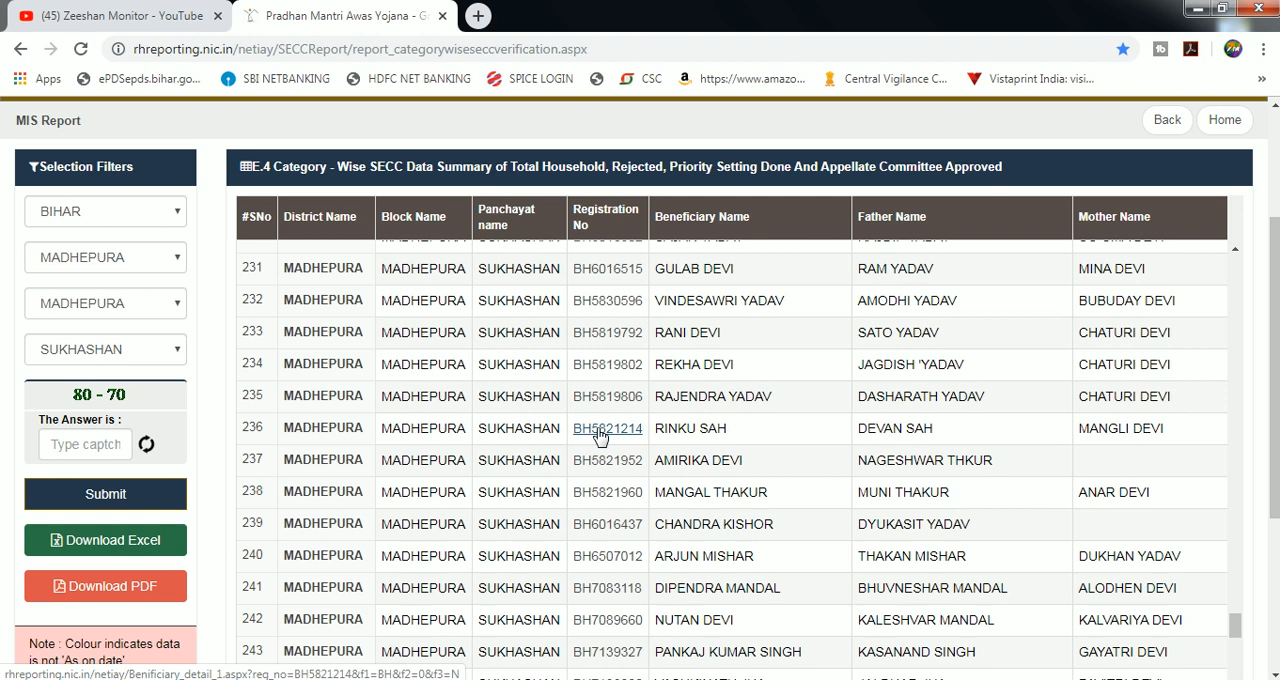 (45) Zeeshan Monitor - YouTube
Pradhan Mantri Awas Yojana - G
rhreporting.nic.in/netiay/SECCReport/report_categorywiseseccverification.aspx
Apps ePDSepds.bihar.go... SBI NETBANKING HDFC NET BANKING SPICE LOGIN CSC https://www.amazo... Central Vigilance C... Vistaprint India: visi... »
MIS Report
Back Home
Selection Filters
BIHAR
MADHEPURA
MADHEPURA
SUKHASHAN
80 - 70
The Answer is :
Type captch
Submit
Download Excel
Download PDF
Note : Colour indicates data
is not 'As on date'
E.4 Category - Wise SECC Data Summary of Total Household, Rejected, Priority Setting Done And Appellate Committee Approved
#SNo District Name Block Name Panchayat name Registration No Beneficiary Name Father Name Mother Name
231 MADHEPURA MADHEPURA SUKHASHAN BH6016515 GULAB DEVI RAM YADAV MINA DEVI
232 MADHEPURA MADHEPURA SUKHASHAN BH5830596 VINDESAWRI YADAV AMODHI YADAV BUBUDAY DEVI
233 MADHEPURA MADHEPURA SUKHASHAN BH5819792 RANI DEVI SATO YADAV CHATURI DEVI
234 MADHEPURA MADHEPURA SUKHASHAN BH5819802 REKHA DEVI JAGDISH 'YADAV CHATURI DEVI
235 MADHEPURA MADHEPURA SUKHASHAN BH5819806 RAJENDRA YADAV DASHARATH YADAV CHATURI DEVI
236 MADHEPURA MADHEPURA SUKHASHAN BH5821214 RINKU SAH DEVAN SAH MANGLI DEVI
237 MADHEPURA MADHEPURA SUKHASHAN BH5821952 AMIRIKA DEVI NAGESHWAR THKUR
238 MADHEPURA MADHEPURA SUKHASHAN BH5821960 MANGAL THAKUR MUNI THAKUR ANAR DEVI
239 MADHEPURA MADHEPURA SUKHASHAN BH6016437 CHANDRA KISHOR DYUKASIT YADAV
240 MADHEPURA MADHEPURA SUKHASHAN BH6507012 ARJUN MISHAR THAKAN MISHAR DUKHAN YADAV
241 MADHEPURA MADHEPURA SUKHASHAN BH7083118 DIPENDRA MANDAL BHUVNESHAR MANDAL ALODHEN DEVI
242 MADHEPURA MADHEPURA SUKHASHAN BH7089660 NUTAN DEVI KALESHVAR MANDAL KALVARIYA DEVI
243 MADHEPURA MADHEPURA SUKHASHAN BH7139327 PANKAJ KUMAR SINGH KASANAND SINGH GAYATRI DEVI
rhreporting.nic.in/netiay/Benificiary_detail_1.aspx?req_no=BH5821214&f1=BH&f2=0&f3=N